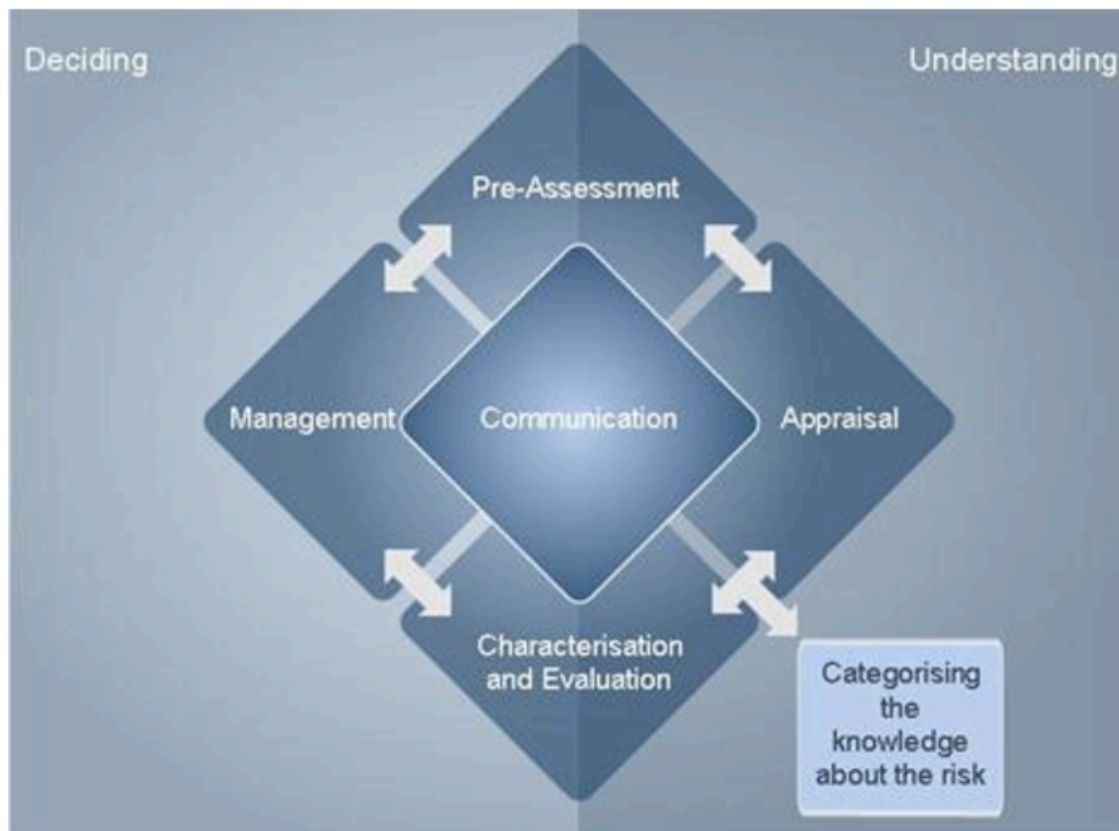 Deciding
Understanding
Pre-Assessment
Management
Communication
Appraisal
Characterisation
and Evaluation
Categorising
the
knowledge
about the risk